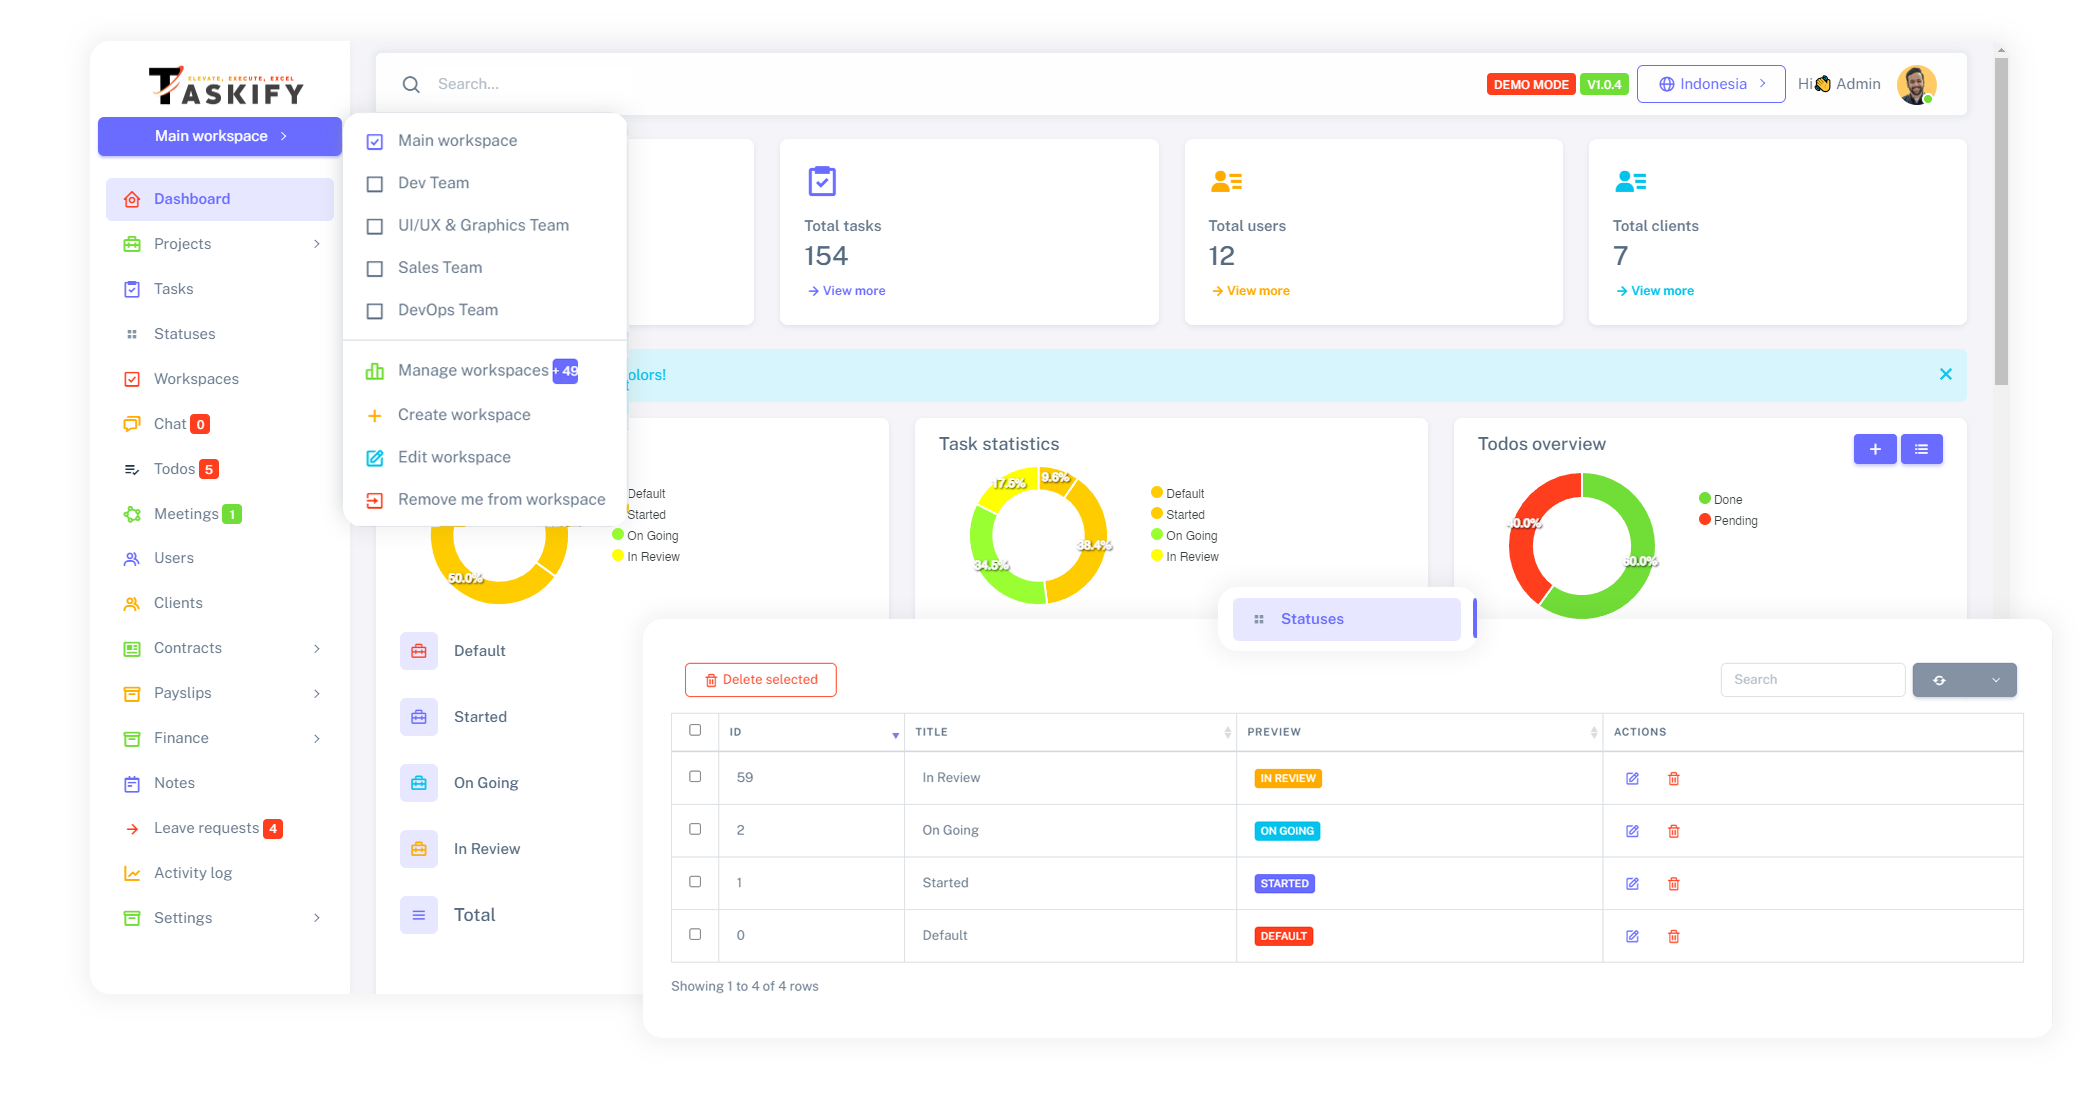 ELEVATE, EXECUTE, EXCEL
TASKIFY
Search...
DEMO MODE
V1.0.4
Indonesia
Hi👋 Admin
Main workspace
Dashboard
Projects
Tasks
Statuses
Workspaces
Chat 0
Todos 5
Meetings 1
Users
Clients
Contracts
Payslips
Finance
Notes
Leave requests 4
Activity log
Settings
Main workspace
Dev Team
UI/UX & Graphics Team
Sales Team
DevOps Team
Manage workspaces + 49
Create workspace
Edit workspace
Remove me from workspace
Total tasks
154
View more
Total users
12
View more
Total clients
7
View more
olors!
Default
Started
On Going
In Review
50.0%
Default
Started
On Going
In Review
Total
Task statistics
17.5%
9.6%
38.4%
34.5%
Default
Started
On Going
In Review
Todos overview
40.0%
60.0%
Done
Pending
Statuses
Delete selected
Search
ID TITLE PREVIEW ACTIONS
59 In Review IN REVIEW
2 On Going ON GOING
1 Started STARTED
0 Default DEFAULT
Showing 1 to 4 of 4 rows